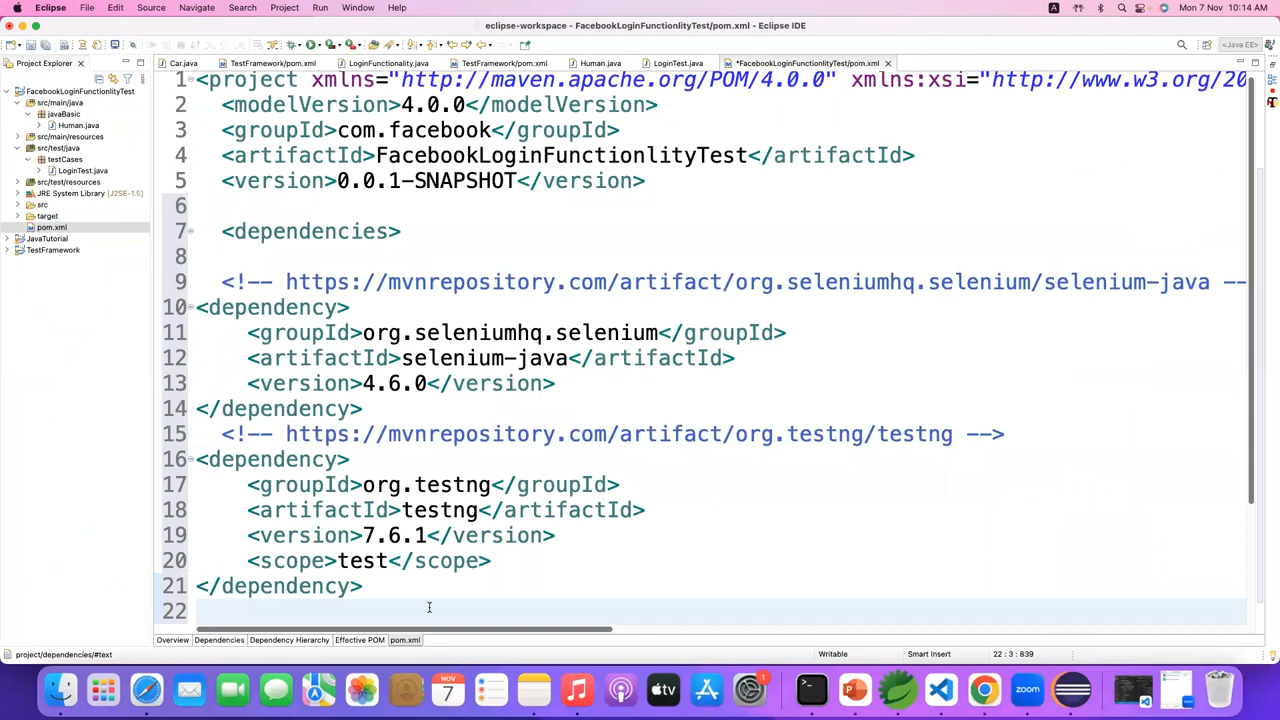 Eclipse File Edit Source Navigate Search Project Run Window Help Mon 7 Nov 10:14 AM
eclipse-workspace - FacebookLoginFunctionlityTest/pom.xml - Eclipse IDE
<Java EE>
Project Explorer
Car.java TestFramework/pom.xml LoginFunctionality.java TestFramework/pom.xml Human.java LoginTest.java *FacebookLoginFunctionlityTest/pom.xml
FacebookLoginFunctionlityTest
src/main/java
javaBasic
Human.java
src/main/resources
src/test/java
testCases
LoginTest.java
src/test/resources
JRE System Library [J2SE-1.5]
src
target
pom.xml
JavaTutorial
TestFramework
1 <project xmlns="http://maven.apache.org/POM/4.0.0" xmlns:xsi="http://www.w3.org/20
2 <modelVersion>4.0.0</modelVersion>
3 <groupId>com.facebook</groupId>
4 <artifactId>FacebookLoginFunctionlityTest</artifactId>
5 <version>0.0.1-SNAPSHOT</version>
6
7 <dependencies>
8
9 <!-- https://mvnrepository.com/artifact/org.seleniumhq.selenium/selenium-java --
10 <dependency>
11 <groupId>org.seleniumhq.selenium</groupId>
12 <artifactId>selenium-java</artifactId>
13 <version>4.6.0</version>
14 </dependency>
15 <!-- https://mvnrepository.com/artifact/org.testng/testng -->
16 <dependency>
17 <groupId>org.testng</groupId>
18 <artifactId>testng</artifactId>
19 <version>7.6.1</version>
20 <scope>test</scope>
21 </dependency>
22
Overview Dependencies Dependency Hierarchy Effective POM pom.xml
project/dependencies/#text Writable Smart Insert 22 : 3 : 839
NOV
7
tv
1
zoom